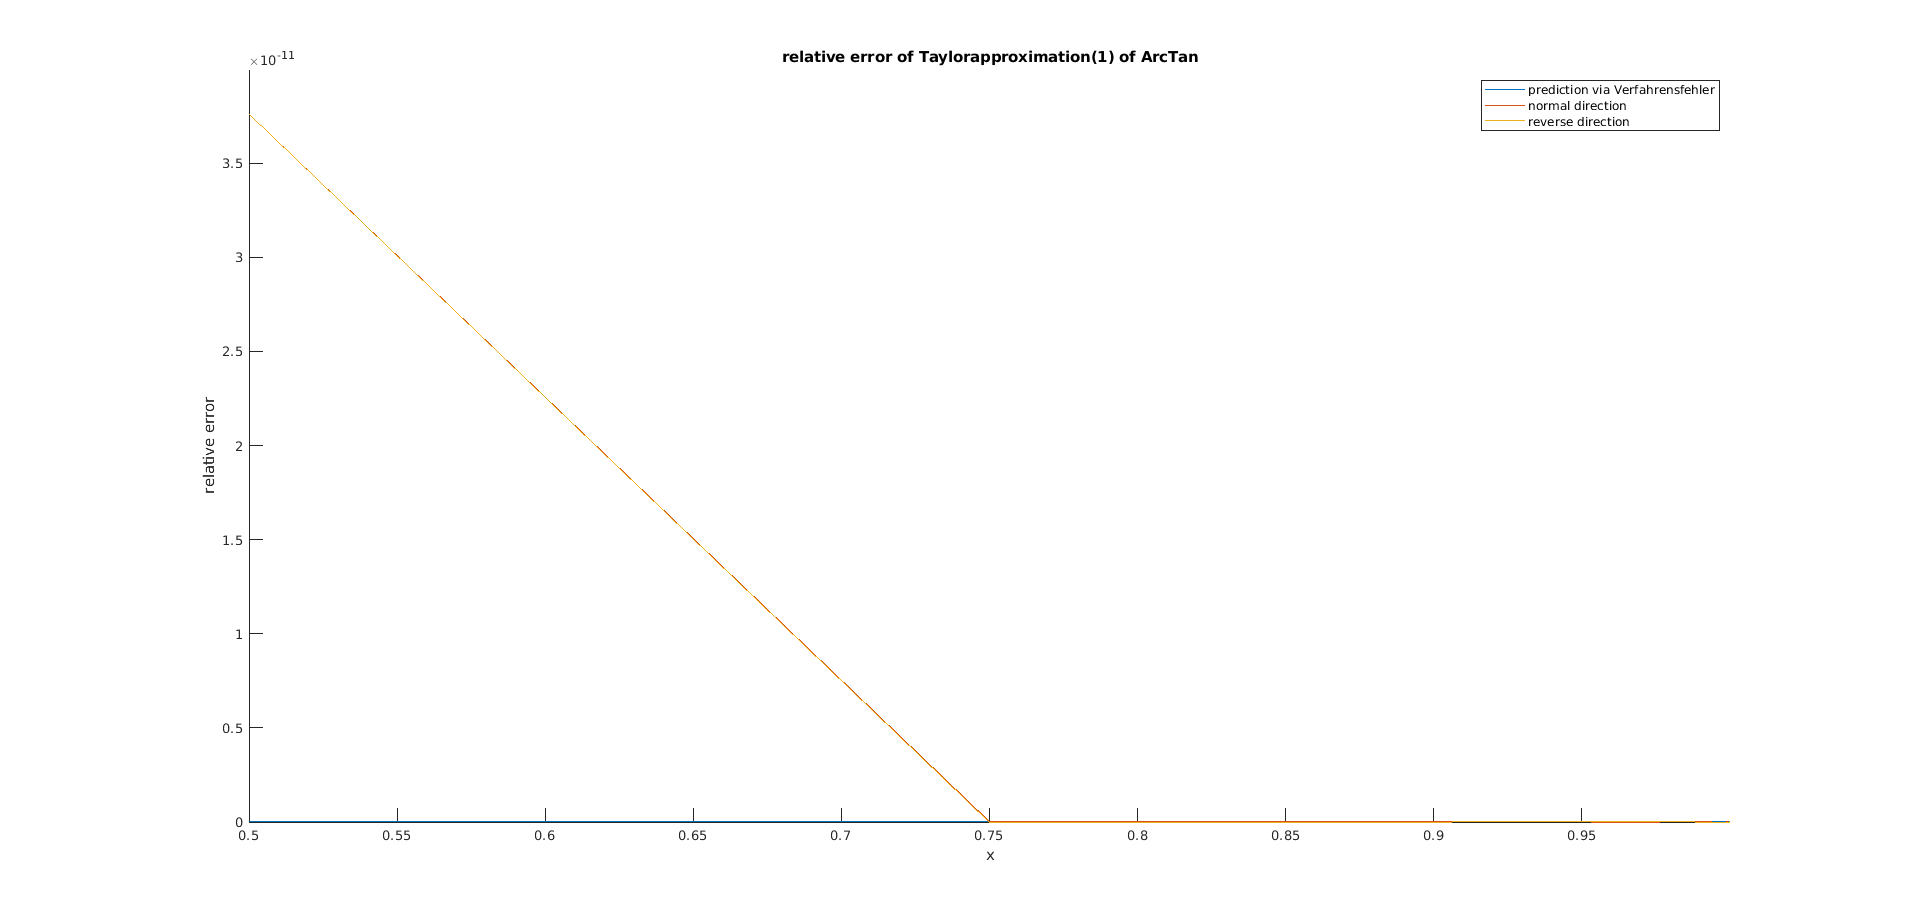 relative error of Taylorapproximation(1) of ArcTan
×10-11
prediction via Verfahrensfehler
normal direction
reverse direction
3.5
3
2.5
2
1.5
1
0.5
0
relative error
0.5 0.55 0.6 0.65 0.7 0.75 0.8 0.85 0.9 0.95
x